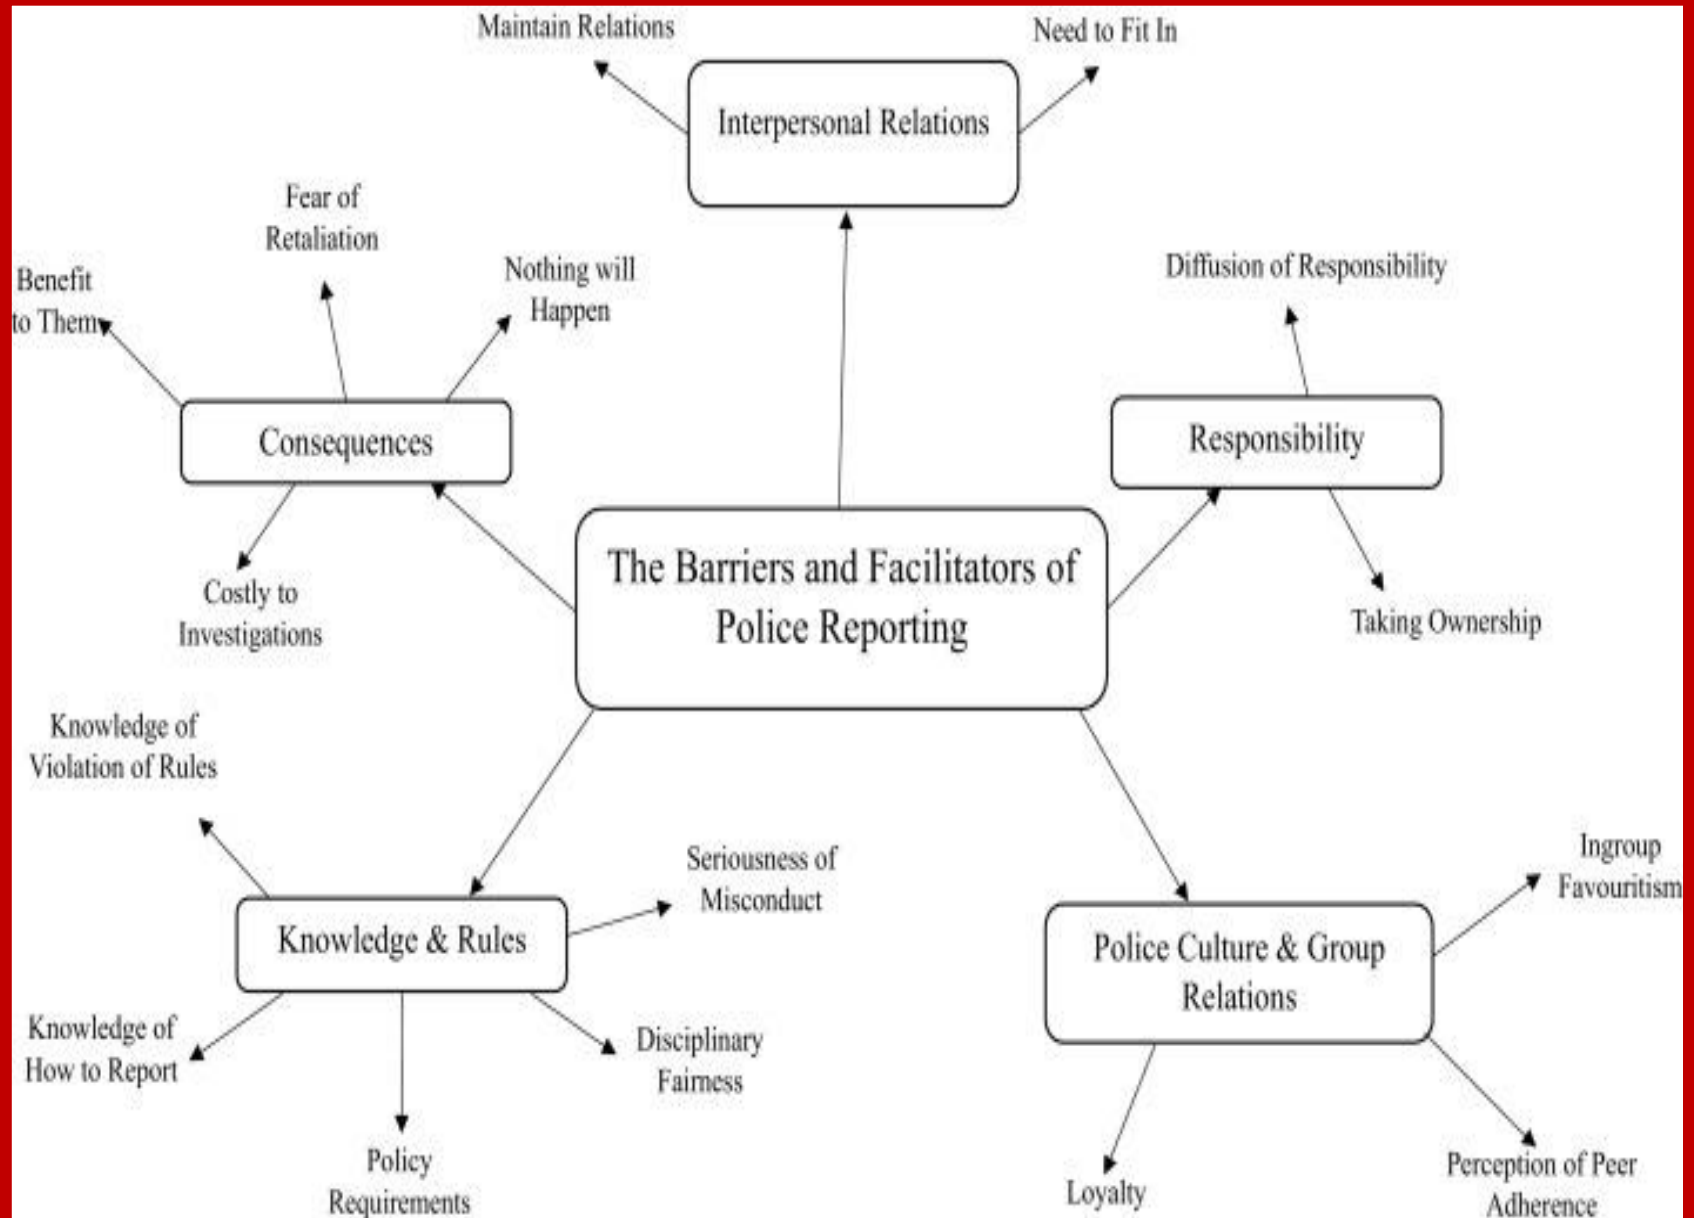 Maintain Relations
Need to Fit In
Interpersonal Relations
Fear of
Retaliation
Benefit
to Them
Nothing will
Happen
Diffusion of Responsibility
Consequences
Responsibility
Costly to
Investigations
The Barriers and Facilitators of
Police Reporting
Taking Ownership
Knowledge of
Violation of Rules
Seriousness of
Misconduct
Ingroup
Favouritism
Knowledge & Rules
Police Culture & Group
Relations
Knowledge of
How to Report
Disciplinary
Fairness
Policy
Requirements
Loyalty
Perception of Peer
Adherence